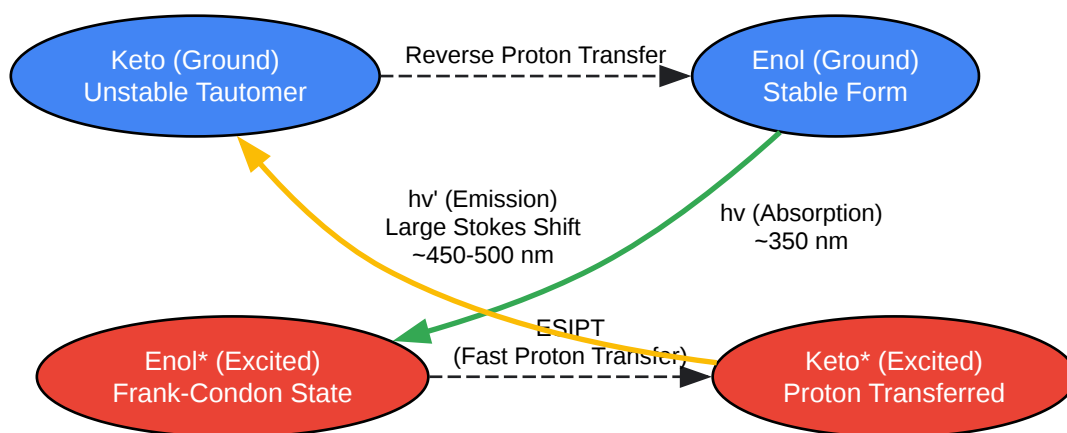 Keto (Ground)
Unstable Tautomer
Reverse Proton Transfer
Enol (Ground)
Stable Form
hv' (Emission)
Large Stokes Shift
~450-500 nm
hv (Absorption)
~350 nm
Enol* (Excited)
Frank-Condon State
ESIPT
(Fast Proton Transfer)
Keto* (Excited)
Proton Transferred